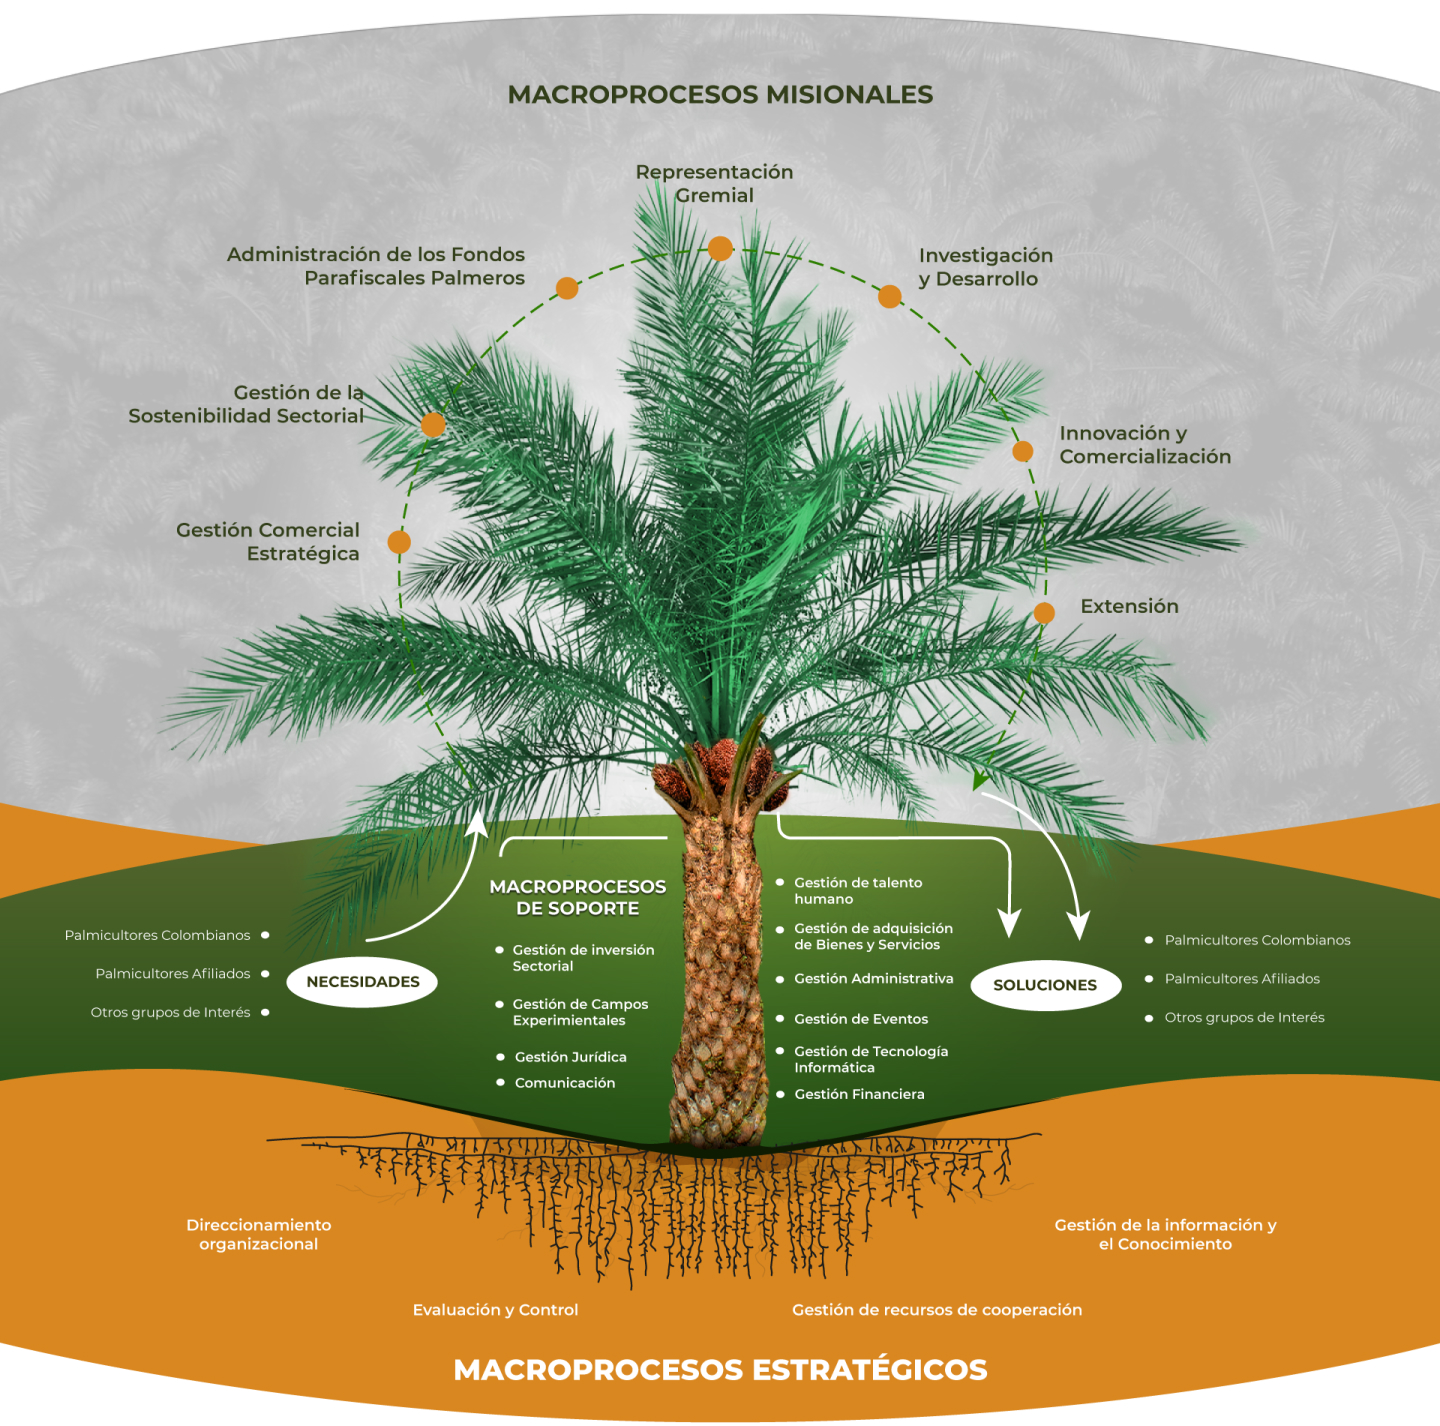 MACROPROCESOS MISIONALES
Representación
Gremial
Administración de los Fondos
Parafiscales Palmeros
Investigación
y Desarrollo
Gestión de la
Sostenibilidad Sectorial
Innovación y
Comercialización
Gestión Comercial
Estratégica
Extensión
Palmicultores Colombianos
Palmicultores Afiliados
Otros grupos de Interés
NECESIDADES
MACROPROCESOS
DE SOPORTE
Gestión de inversión
Sectorial
Gestión de Campos
Experimientales
Gestión Jurídica
Comunicación
Gestión de talento
humano
Gestión de adquisición
de Bienes y Servicios
Gestión Administrativa
Gestión de Eventos
Gestión de Tecnología
Informática
Gestión Financiera
SOLUCIONES
Palmicultores Colombianos
Palmicultores Afiliados
Otros grupos de Interés
Direccionamiento
organizacional
Gestión de la información y
el Conocimiento
Evaluación y Control
Gestión de recursos de cooperación
MACROPROCESOS ESTRATÉGICOS